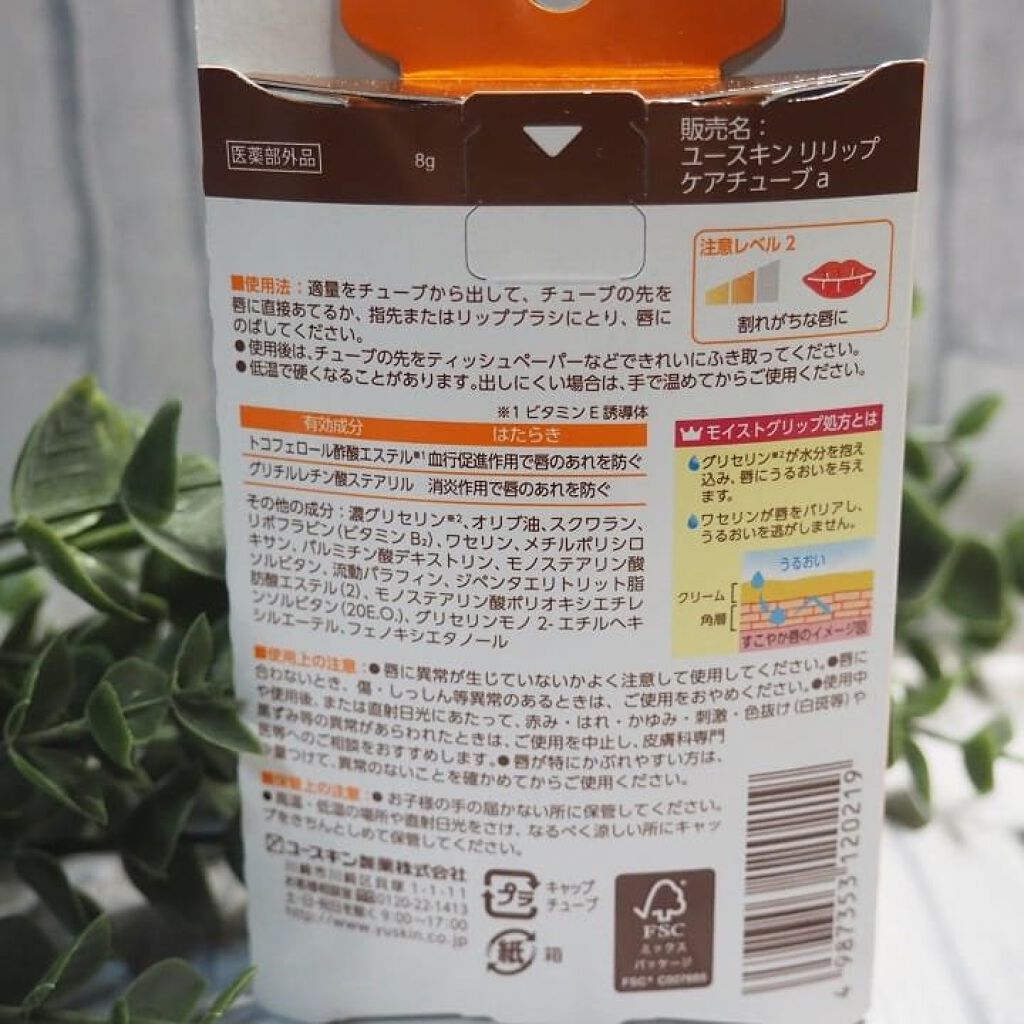 医薬部外品
8g
販売名：
ユースキン リリップ
ケアチューブa
注意レベル 2
割れがちな唇に
■使用法：適量をチューブから出して、チューブの先を
唇に直接あてるか、指先またはリップブラシにとり、唇に
のばしてください。
●使用後は、チューブの先をティッシュペーパーなどできれいにふき取ってください。
●低温で硬くなることがあります。出しにくい場合は、手で温めてからご使用ください。
※1 ビタミンE誘導体
有効成分 はたらき
トコフェロール酢酸エステル※1 血行促進作用で唇のあれを防ぐ
グリチルレチン酸ステアリル 消炎作用で唇のあれを防ぐ
その他の成分：濃グリセリン※2、オリブ油、スクワラン、
リボフラビン（ビタミンB2）、ワセリン、メチルポリシロ
キサン、パルミチン酸デキストリン、モノステアリン酸
ソルビタン、流動パラフィン、ジペンタエリトリット脂
肪酸エステル（2）、モノステアリン酸ポリオキシエチレ
ンソルビタン（20E.O.）、グリセリンモノ2-エチルヘキ
シルエーテル、フェノキシエタノール
モイストグリップ処方とは
グリセリン※2が水分を抱え
込み、唇にうるおいを与え
ます。
ワセリンが唇をバリアし、
うるおいを逃がしません。
うるおい
クリーム
角層
すこやか唇のイメージ図
■使用上の注意：●唇に異常が生じていないかよく注意して使用してください。●唇に
合わないとき、傷・しっしん等異常のあるときは、ご使用をおやめください。●使用中
や使用後、または直射日光にあたって、赤み・はれ・かゆみ・刺激・色抜け（白斑等）や
黒ずみ等の異常があらわれたときは、ご使用を中止し、皮膚科専門
医等へのご相談をおすすめします。●唇が特にかぶれやすい方は、
少量つけて、異常のないことを確かめてからご使用ください。
■保管上の注意：●お子様の手の届かない所に保管してください。
●高温・低温の場所や直射日光をさけ、なるべく涼しい所にキャッ
プをきちんとしめて保管してください。
ユースキン製薬株式会社
川崎市川崎区貝塚 1-1-11
お客様相談室 0120-22-1413
土・日・祝日を除く 9:00〜17:00
http://www.yuskin.co.jp
プラ
キャップ
チューブ
紙
箱
FSC
ミックス
パッケージ
4 987353 120219